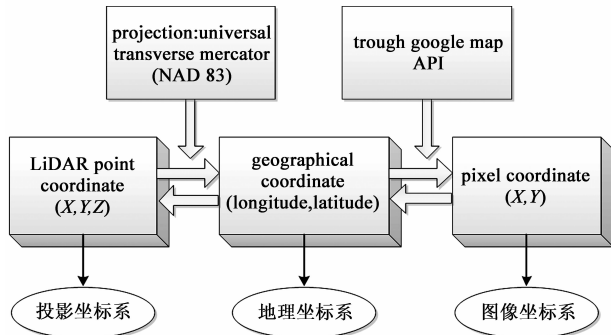 projection:universal
transverse mercator
(NAD 83)
trough google map
API
LiDAR point
coordinate
(X,Y,Z)
geographical
coordinate
(longitude,latitude)
pixel coordinate
(X,Y)
投影坐标系
地理坐标系
图像坐标系